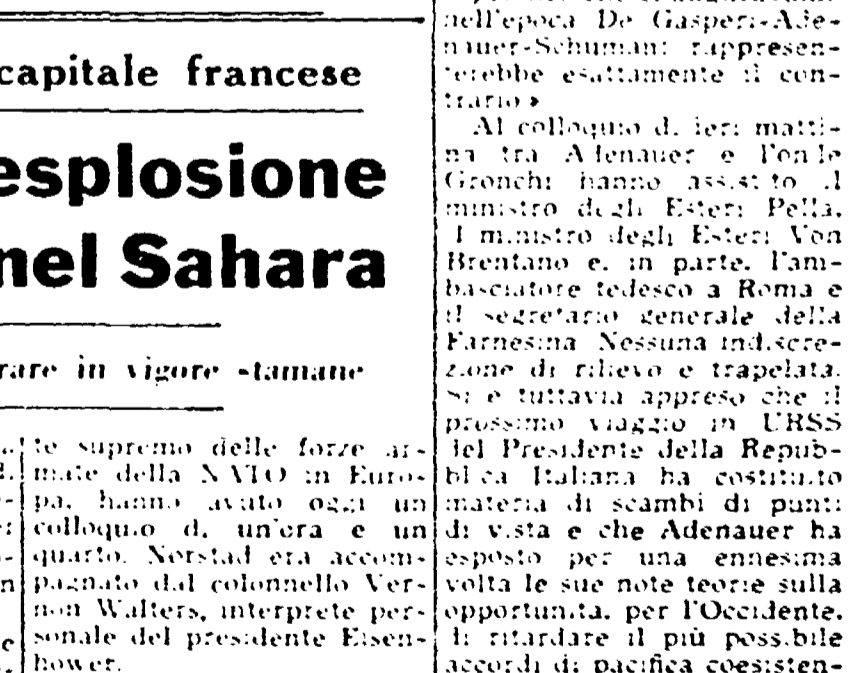 capitale francese
esplosione
nel Sahara
rare in vigore stamane
te supremo delle forze ar-
mate della NATO in Euro-
pa, hanno avuto oggi un
colloquio di un'ora e un
quarto. Norstad era accom-
pagnato dal colonnello Ver-
non Walters, interprete per-
sonale del presidente Eisen-
hower.
nell'epoca De Gasperi-Ade-
nauer-Schuman: rappresen-
terebbe esattamente il con-
trario»
Al colloquio di ieri matti-
na tra Adenauer e l'on.le
Gronchi hanno assistito il
ministro degli Esteri Pella,
il ministro degli Esteri Von
Brentano e, in parte, l'am-
basciatore tedesco a Roma e
il segretario generale della
Farnesina Nessuna indiscre-
zione di rilievo è trapelata.
Si è tuttavia appreso che il
prossimo viaggio in URSS
del Presidente della Repub-
blica Italiana ha costituito
materia di scambi di punti
di vista e che Adenauer ha
esposto per una ennesima
volta le sue note teorie sulla
opportunità, per l'Occidente,
di ritardare il più possibile
accordi di pacifica coesisten-